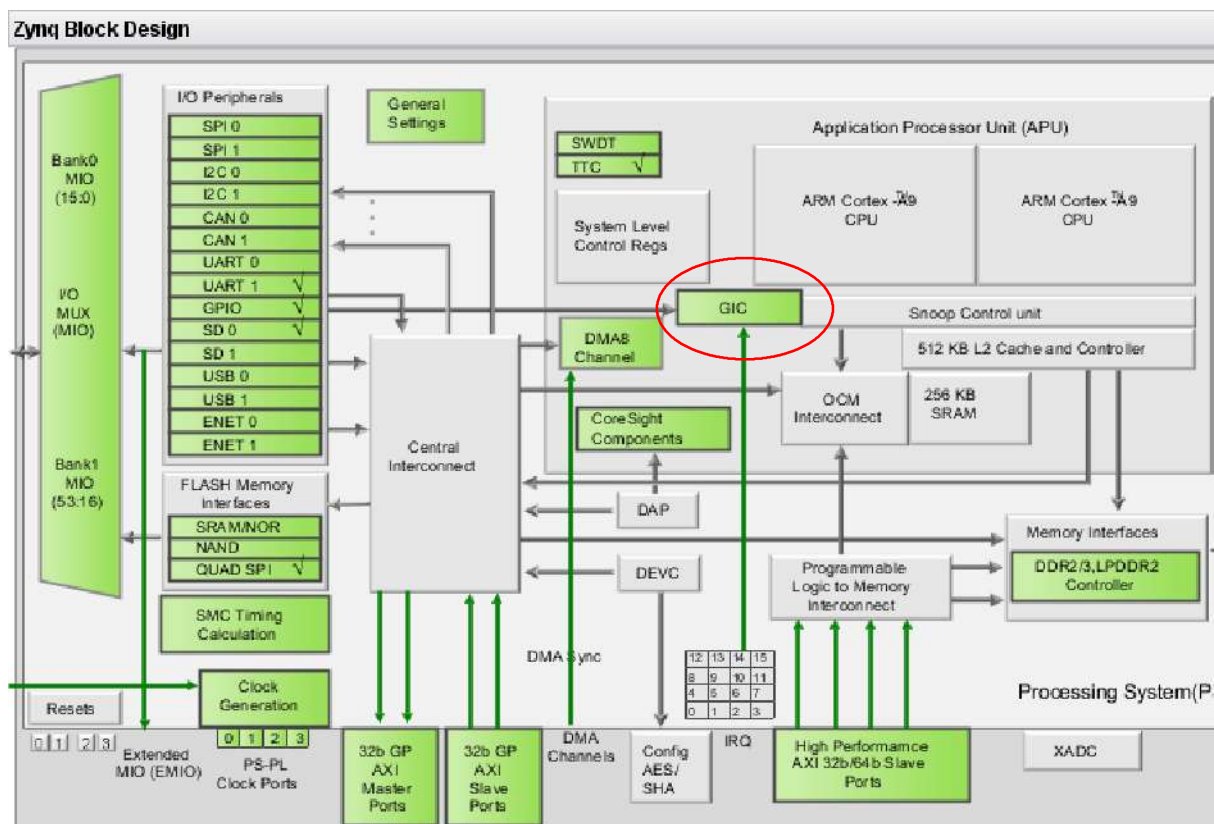 Zynq Block Design
Bank0
MIO
(15:0)
I/O
MUX
(MIO)
Bank1
MIO
(53:16)
I/O Peripherals
SPI 0
SPI 1
I2C 0
I2C 1
CAN 0
CAN 1
UART 0
UART 1 √
GPIO √
SD 0 √
SD 1
USB 0
USB 1
ENET 0
ENET 1
FLASH Memory
Interfaces
SRAM/NOR
NAND
QUAD SPI √
SMC Timing
Calculation
General
Settings
Central
Interconnect
Application Processor Unit (APU)
SWDT
TTC √
System Level
Control Regs
ARM Cortex -A9
CPU
ARM Cortex -A9
CPU
GIC
Snoop Control unit
512 KB L2 Cache and Controller
DMA8
Channel
OCM
Interconnect
256 KB
SRAM
CoreSight
Components
DAP
DEVC
Programmable
Logic to Memory
Interconnect
Memory Interfaces
DDR2/3,LPDDR2
Controller
DMA Sync
12 13 14 15
8 9 10 11
4 5 6 7
0 1 2 3
Processing System(P
Resets
0 1 2 3
Clock
Generation
0 1 2 3
Extended
MIO (EMIO)
PS-PL
Clock Ports
32b GP
AXI
Master
Ports
32b GP
AXI
Slave
Ports
DMA
Channels
Config
AES/
SHA
IRQ
High Performamce
AXI 32b/64b Slave
Ports
XADC